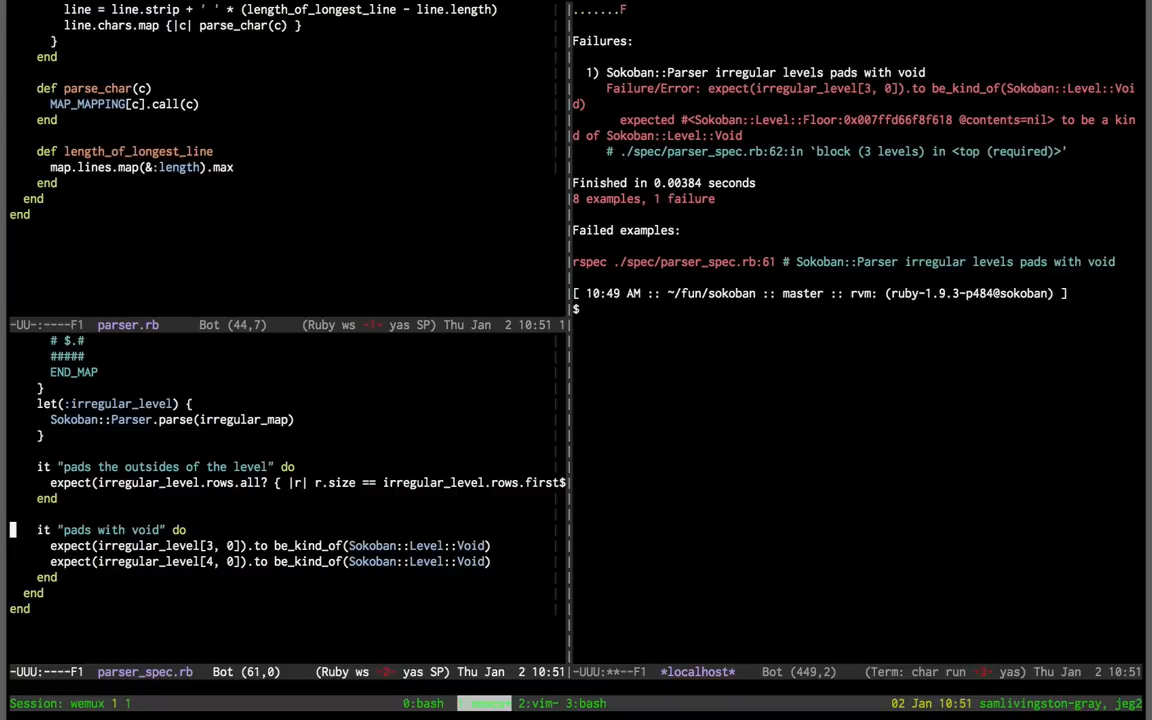 line = line.strip + ' ' * (length_of_longest_line - line.length)
line.chars.map {|c| parse_char(c) }
}
end
def parse_char(c)
MAP_MAPPING[c].call(c)
end
def length_of_longest_line
map.lines.map(&:length).max
end
end
end
-UU-:----F1 parser.rb Bot (44,7) (Ruby ws -1- yas SP) Thu Jan 2 10:51 1
# $.#
#####
END_MAP
}
let(:irregular_level) {
Sokoban::Parser.parse(irregular_map)
}
it "pads the outsides of the level" do
expect(irregular_level.rows.all? { |r| r.size == irregular_level.rows.first$
end
it "pads with void" do
expect(irregular_level[3, 0]).to be_kind_of(Sokoban::Level::Void)
expect(irregular_level[4, 0]).to be_kind_of(Sokoban::Level::Void)
end
end
end
-UUU:----F1 parser_spec.rb Bot (61,0) (Ruby ws -2- yas SP) Thu Jan 2 10:51
.......F
Failures:
1) Sokoban::Parser irregular levels pads with void
Failure/Error: expect(irregular_level[3, 0]).to be_kind_of(Sokoban::Level::Voi
d)
expected #<Sokoban::Level::Floor:0x007ffd66f8f618 @contents=nil> to be a kin
d of Sokoban::Level::Void
# ./spec/parser_spec.rb:62:in `block (3 levels) in <top (required)>'
Finished in 0.00384 seconds
8 examples, 1 failure
Failed examples:
rspec ./spec/parser_spec.rb:61 # Sokoban::Parser irregular levels pads with void
[ 10:49 AM :: ~/fun/sokoban :: master :: rvm: (ruby-1.9.3-p484@sokoban) ]
$
-UUU:**--F1 *localhost* Bot (449,2) (Term: char run -3- yas) Thu Jan 2 10:51
Session: wemux 1 1 0:bash 2:vim- 3:bash 02 Jan 10:51 samlivingston-gray, jeg2